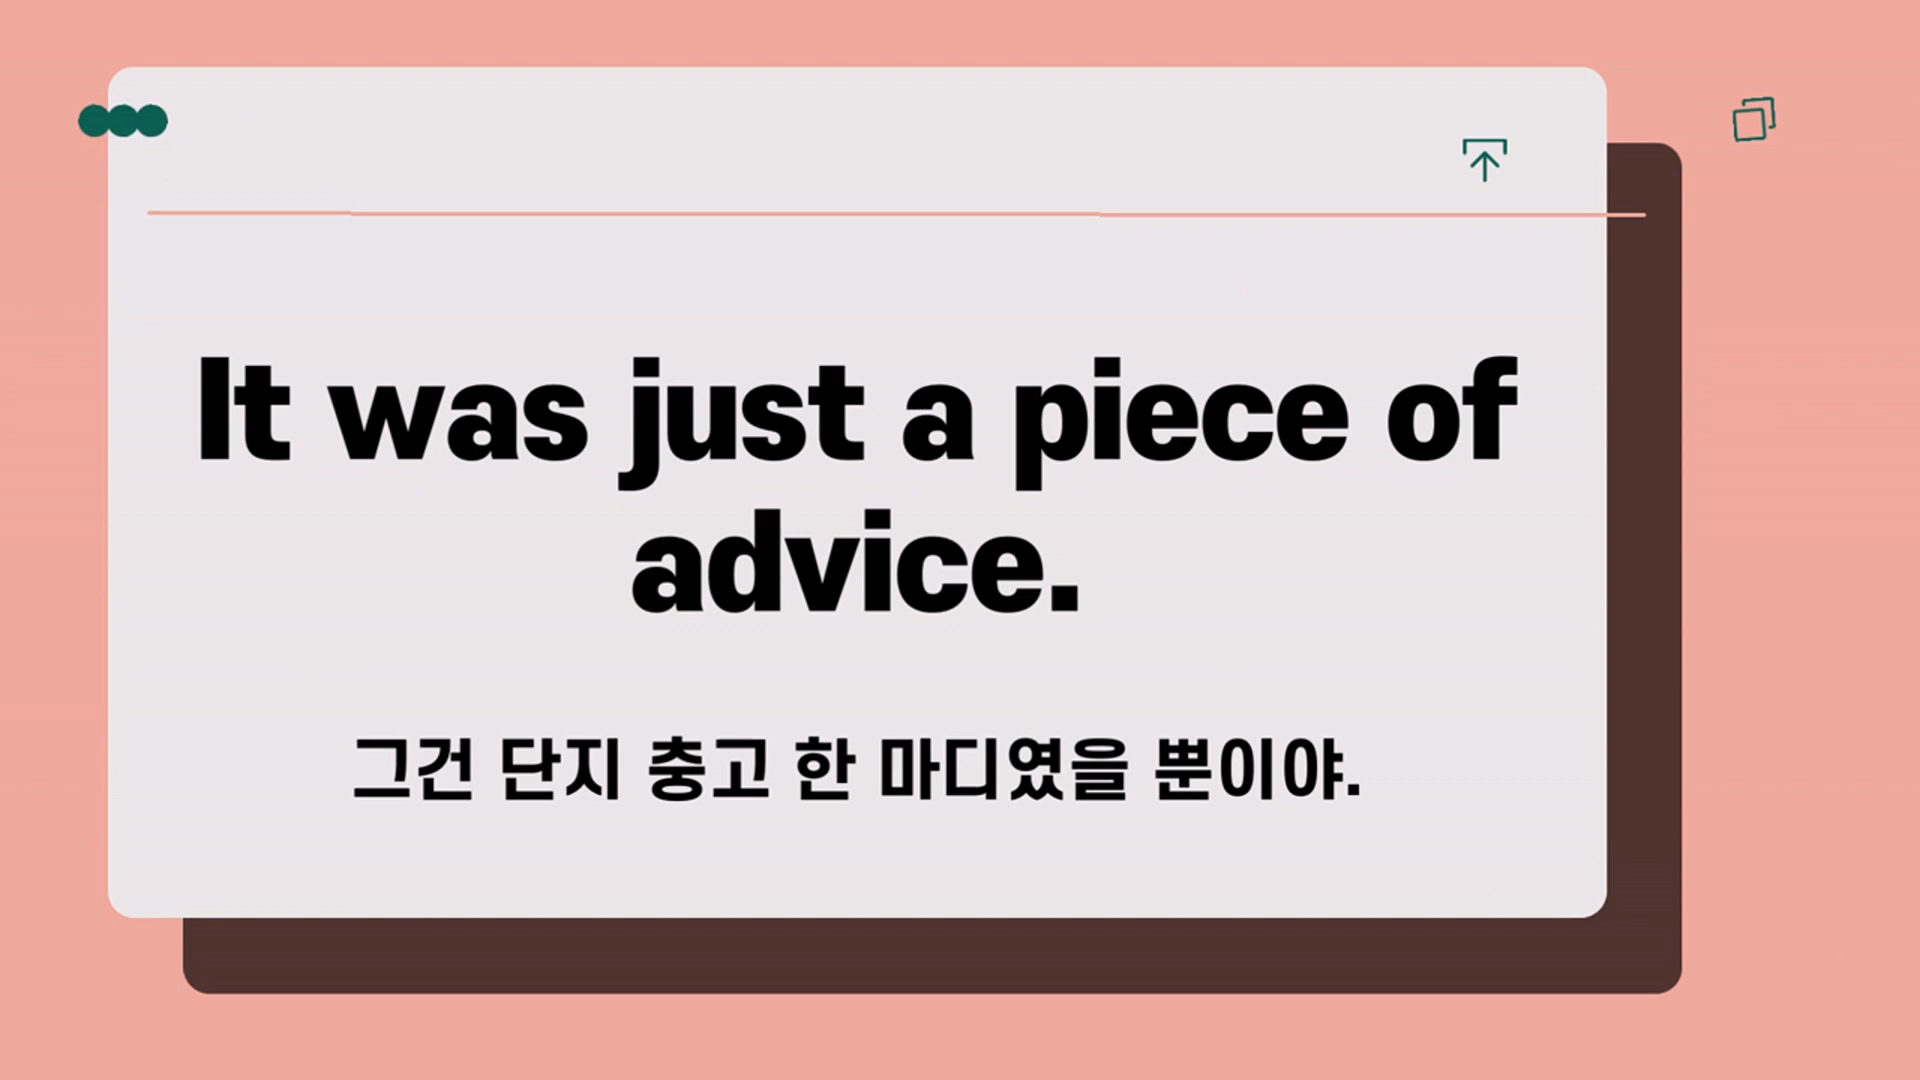 It was just a piece of
advice.
그건 단지 충고 한 마디였을 뿐이야.